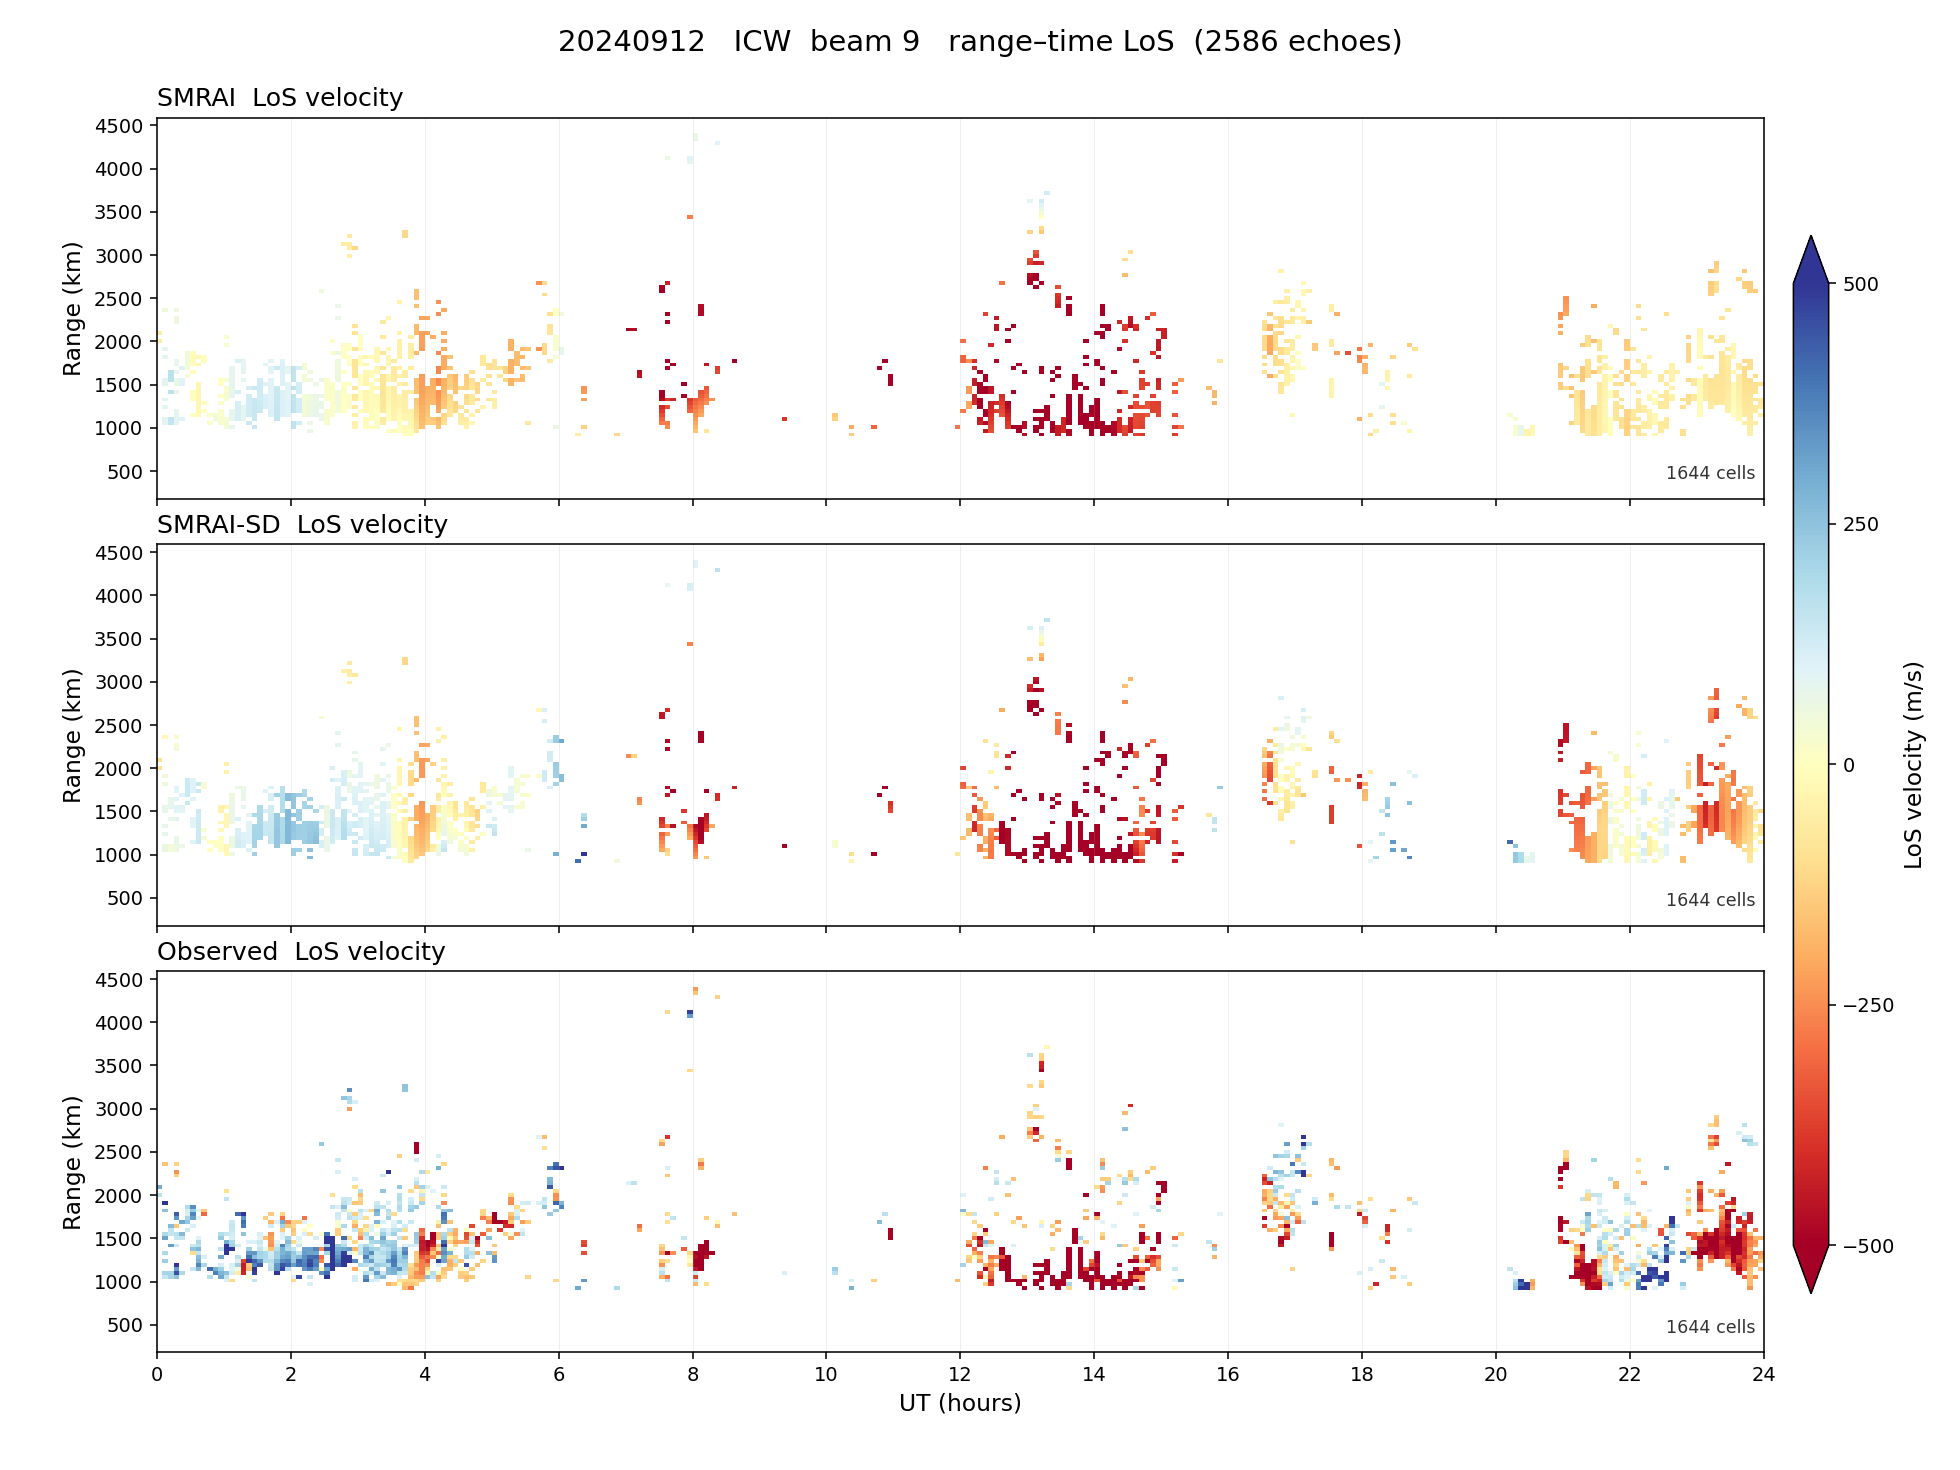 20240912   ICW  beam 9   range–time LoS  (2586 echoes)
SMRAI  LoS velocity
4500
4000
3500
3000
2500
2000
1500
1000
500
Range (km)
1644 cells
SMRAI-SD  LoS velocity
4500
4000
3500
3000
2500
2000
1500
1000
500
Range (km)
1644 cells
Observed  LoS velocity
4500
4000
3500
3000
2500
2000
1500
1000
500
Range (km)
1644 cells
0 2 4 6 8 10 12 14 16 18 20 22 24
UT (hours)
500
250
0
−250
−500
LoS velocity (m/s)